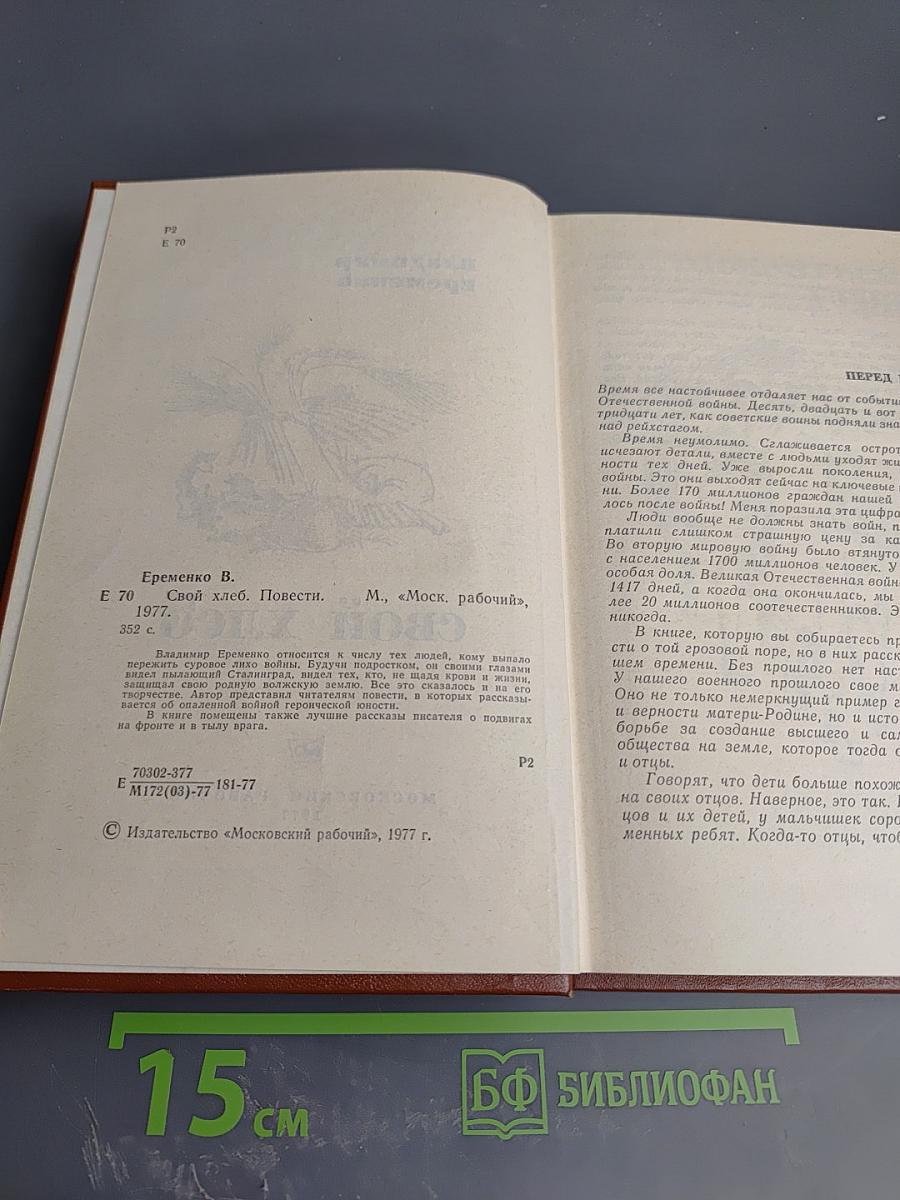 Р2
Е 70
Еременко В.
Е 70 Свой хлеб. Повести. М., «Моск. рабочий»,
1977.
352 с.
Владимир Еременко относится к числу тех людей, кому выпало
пережить суровое лихо войны. Будучи подростком, он своими глазами
видел пылающий Сталинград, видел тех, кто, не щадя крови и жизни,
защищал свою родную волжскую землю. Все это сказалось и на его
творчестве. Автор представил читателям повести, в которых рассказы-
вается об опаленной войной героической юности.
В книге помещены также лучшие рассказы писателя о подвигах
на фронте и в тылу врага.
Р2
Е 70302-377
М172(03)-77 181-77
© Издательство «Московский рабочий», 1977 г.
ПЕРЕД
Время все настойчивее отдаляет нас от событи
Отечественной войны. Десять, двадцать и вот
тридцати лет, как советские воины подняли зна
над рейхстагом.
Время неумолимо. Сглаживается острот
исчезают детали, вместе с людьми уходят жи
ности тех дней. Уже выросли поколения,
войны. Это они выходят сейчас на ключевые
ни. Более 170 миллионов граждан нашей
лось после войны! Меня поразила эта цифра
Люди вообще не должны знать войн, п
платили слишком страшную цену за ка
Во вторую мировую войну было втянуто
с населением 1700 миллионов человек. У
особая доля. Великая Отечественная война
1417 дней, а когда она окончилась, мы
лее 20 миллионов соотечественников. Э
никогда.
В книге, которую вы собираетесь пр
сти о той грозовой поре, но в них расск
шем времени. Без прошлого нет наст
У нашего военного прошлого свое м
Оно не только немеркнущий пример г
и верности матери-Родине, но и исто
борьбе за создание высшего и сам
общества на земле, которое тогда о
и отцы.
Говорят, что дети больше похож
на своих отцов. Наверное, это так.
цов и их детей, у мальчишек соро
менных ребят. Когда-то отцы, чтоб
15 см
БФ БИБЛИОФАН